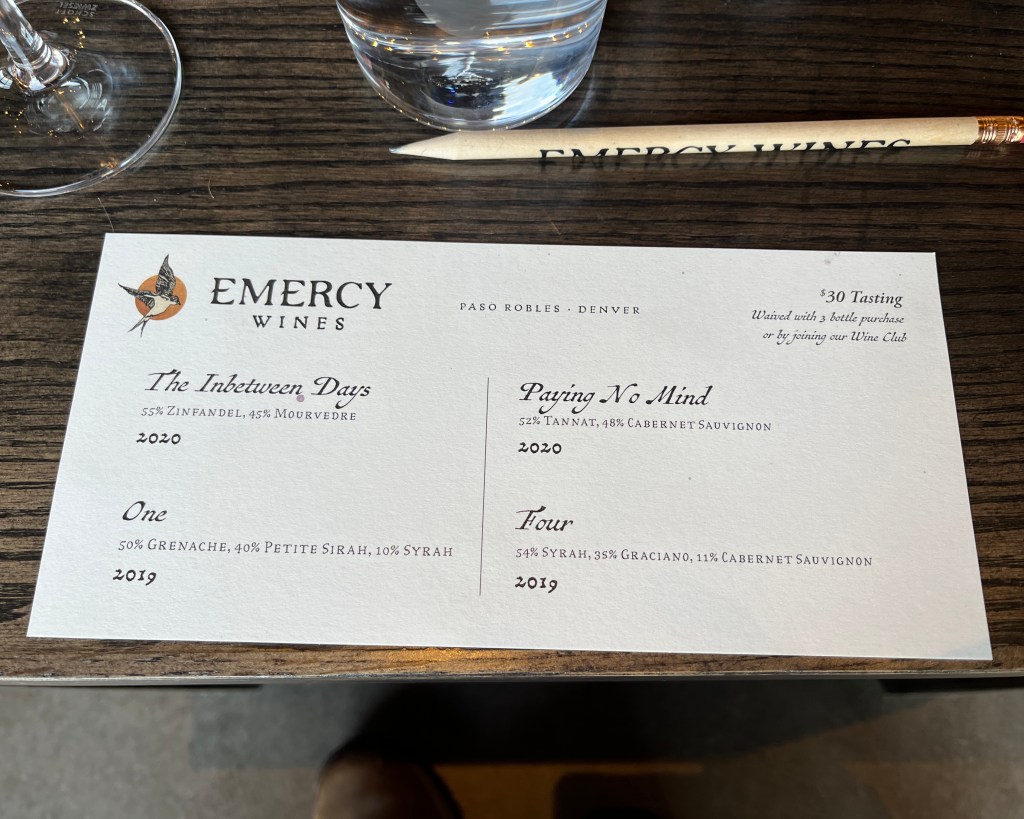 SCHOTT
ZWIESEL
EMERCY WINES
EMERCY
WINES
PASO ROBLES · DENVER
$30 Tasting
Waived with 3 bottle purchase
or by joining our Wine Club
The Inbetween Days
55% ZINFANDEL, 45% MOURVEDRE
2020
One
50% GRENACHE, 40% PETITE SIRAH, 10% SYRAH
2019
Paying No Mind
52% TANNAT, 48% CABERNET SAUVIGNON
2020
Four
54% SYRAH, 35% GRACIANO, 11% CABERNET SAUVIGNON
2019